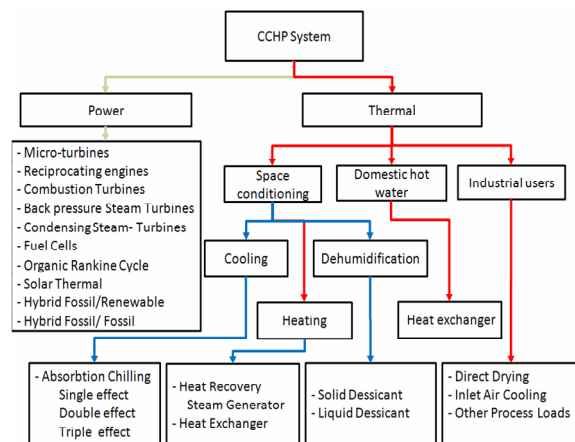 CCHP System
Power
Thermal
- Micro-turbines
- Reciprocating engines
- Combustion Turbines
- Back pressure Steam Turbines
- Condensing Steam- Turbines
- Fuel Cells
- Organic Rankine Cycle
- Solar Thermal
- Hybrid Fossil/Renewable
- Hybrid Fossil/ Fossil
Space
conditioning
Domestic hot
water
Industrial users
Cooling
Dehumidification
Heating
Heat exchanger
- Absorbtion Chilling
Single effect
Double effect
Triple effect
- Heat Recovery
Steam Generator
- Heat Exchanger
- Solid Dessicant
- Liquid Dessicant
- Direct Drying
- Inlet Air Cooling
- Other Process Loads